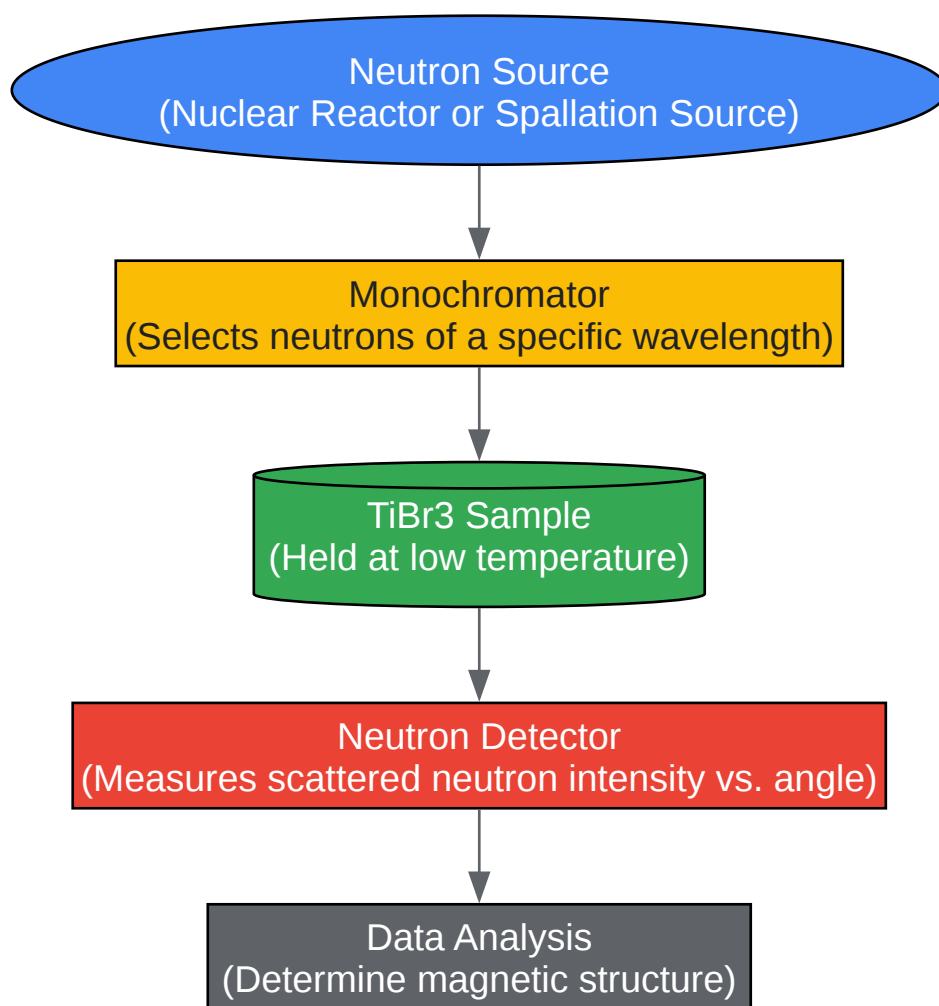 Neutron Source
(Nuclear Reactor or Spallation Source)
Monochromator
(Selects neutrons of a specific wavelength)
TiBr3 Sample
(Held at low temperature)
Neutron Detector
(Measures scattered neutron intensity vs. angle)
Data Analysis
(Determine magnetic structure)